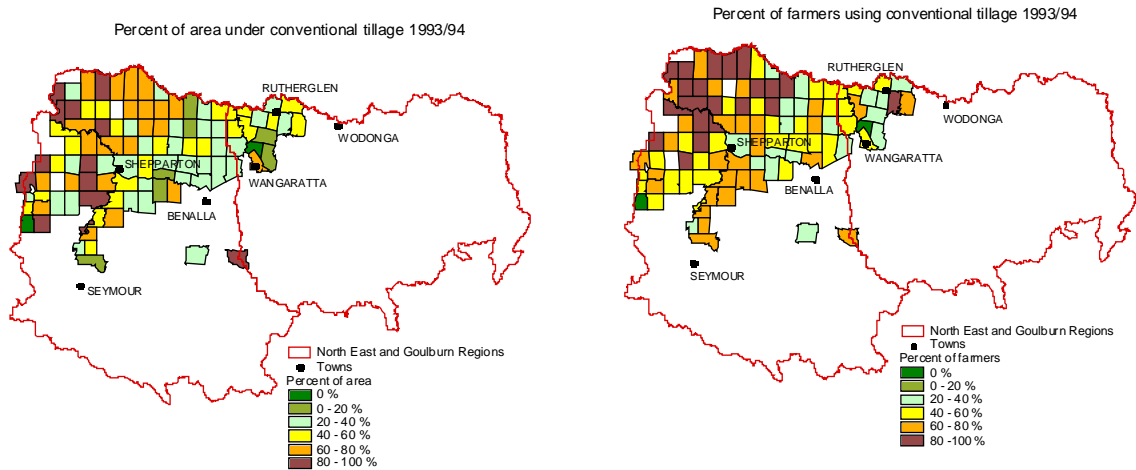 Percent of area under conventional tillage 1993/94
RUTHERGLEN
WODONGA
SHEPPARTON
WANGARATTA
BENALLA
SEYMOUR
North East and Goulburn Regions
Towns
Percent of area
0 %
0 - 20 %
20 - 40 %
40 - 60 %
60 - 80 %
80 - 100 %
Percent of farmers using conventional tillage 1993/94
RUTHERGLEN
WODONGA
SHEPPARTON
WANGARATTA
BENALLA
SEYMOUR
North East and Goulburn Regions
Towns
Percent of farmers
0 %
0 - 20 %
20 - 40 %
40 - 60 %
60 - 80 %
80 -100 %